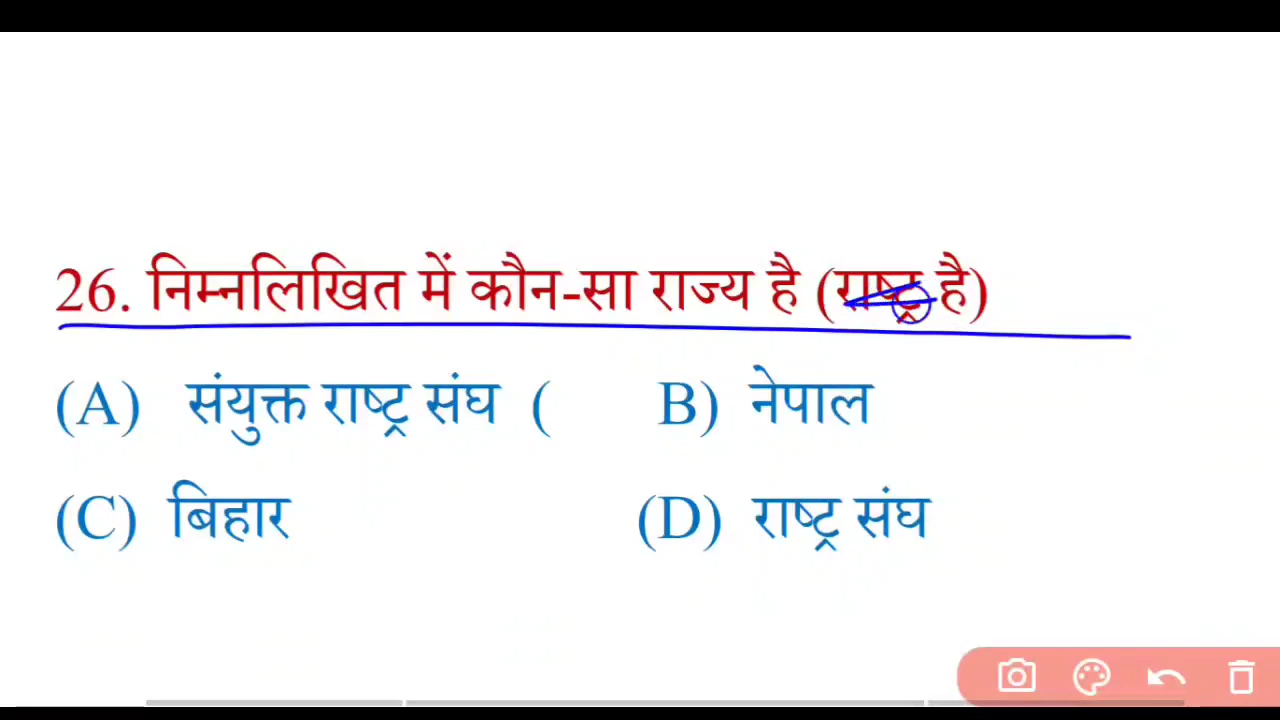 26. निम्नलिखित में कौन-सा राज्य है (राष्ट्र है)
(A) संयुक्त राष्ट्र संघ ( B) नेपाल
(C) बिहार (D) राष्ट्र संघ